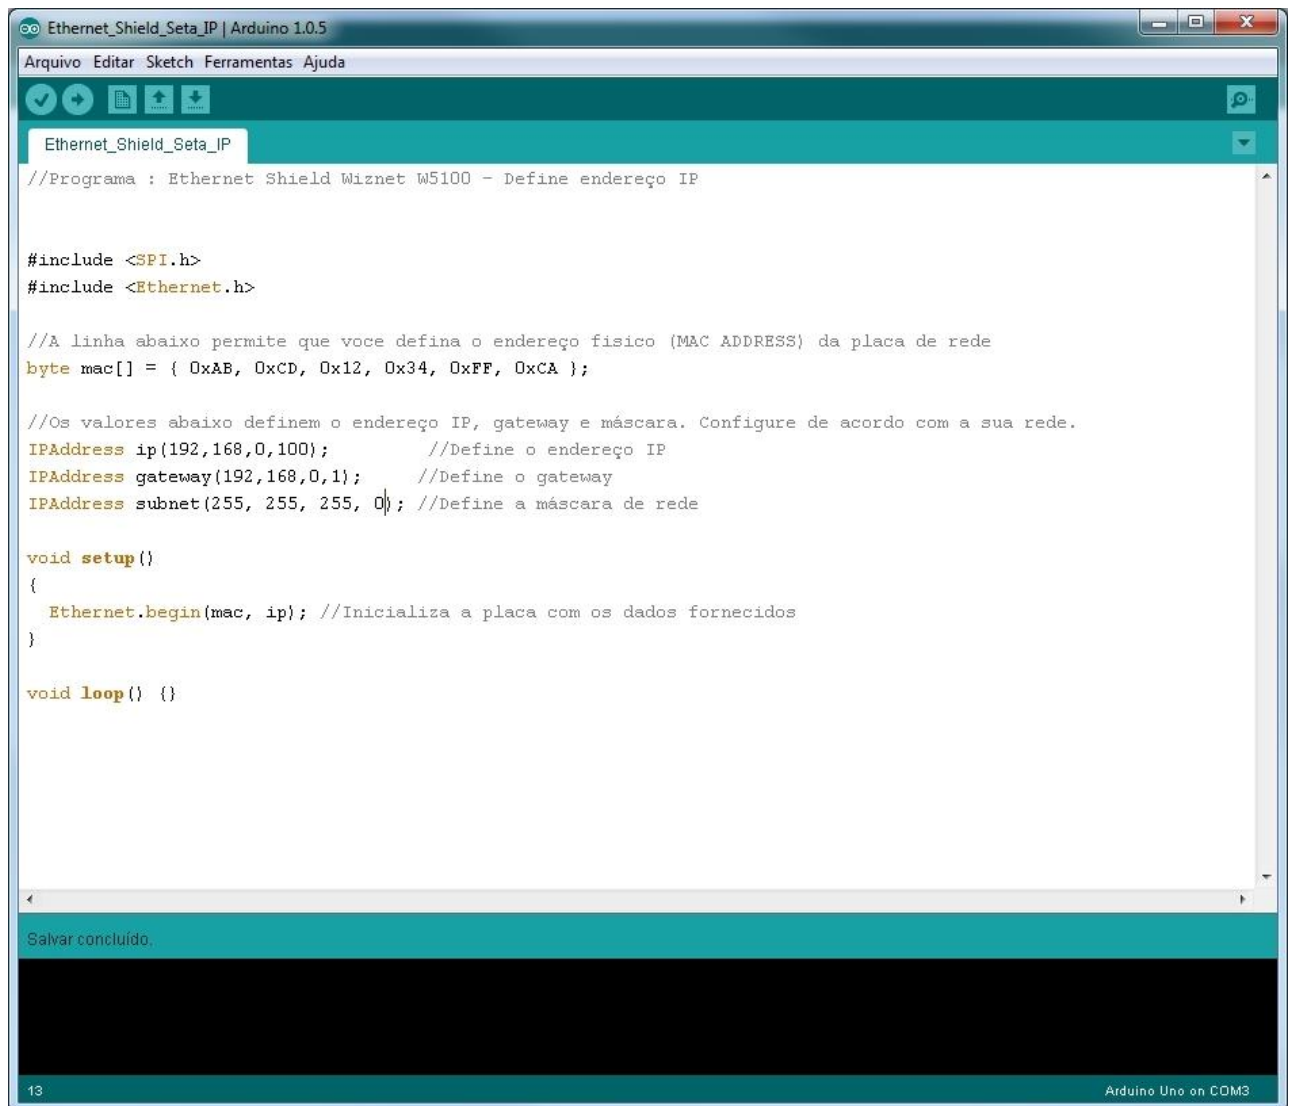 Ethernet_Shield_Seta_IP | Arduino 1.0.5
Arquivo Editar Sketch Ferramentas Ajuda
Ethernet_Shield_Seta_IP
//Programa : Ethernet Shield Wiznet W5100 - Define endereço IP
#include <SPI.h>
#include <Ethernet.h>
//A linha abaixo permite que voce defina o endereço fisico (MAC ADDRESS) da placa de rede
byte mac[] = { 0xAB, 0xCD, 0x12, 0x34, 0xFF, 0xCA };
//Os valores abaixo definem o endereço IP, gateway e máscara. Configure de acordo com a sua rede.
IPAddress ip(192,168,0,100);         //Define o endereço IP
IPAddress gateway(192,168,0,1);     //Define o gateway
IPAddress subnet(255, 255, 255, 0); //Define a máscara de rede
void setup()
{
  Ethernet.begin(mac, ip); //Inicializa a placa com os dados fornecidos
}
void loop() {}
Salvar concluído.
13 Arduino Uno on COM3